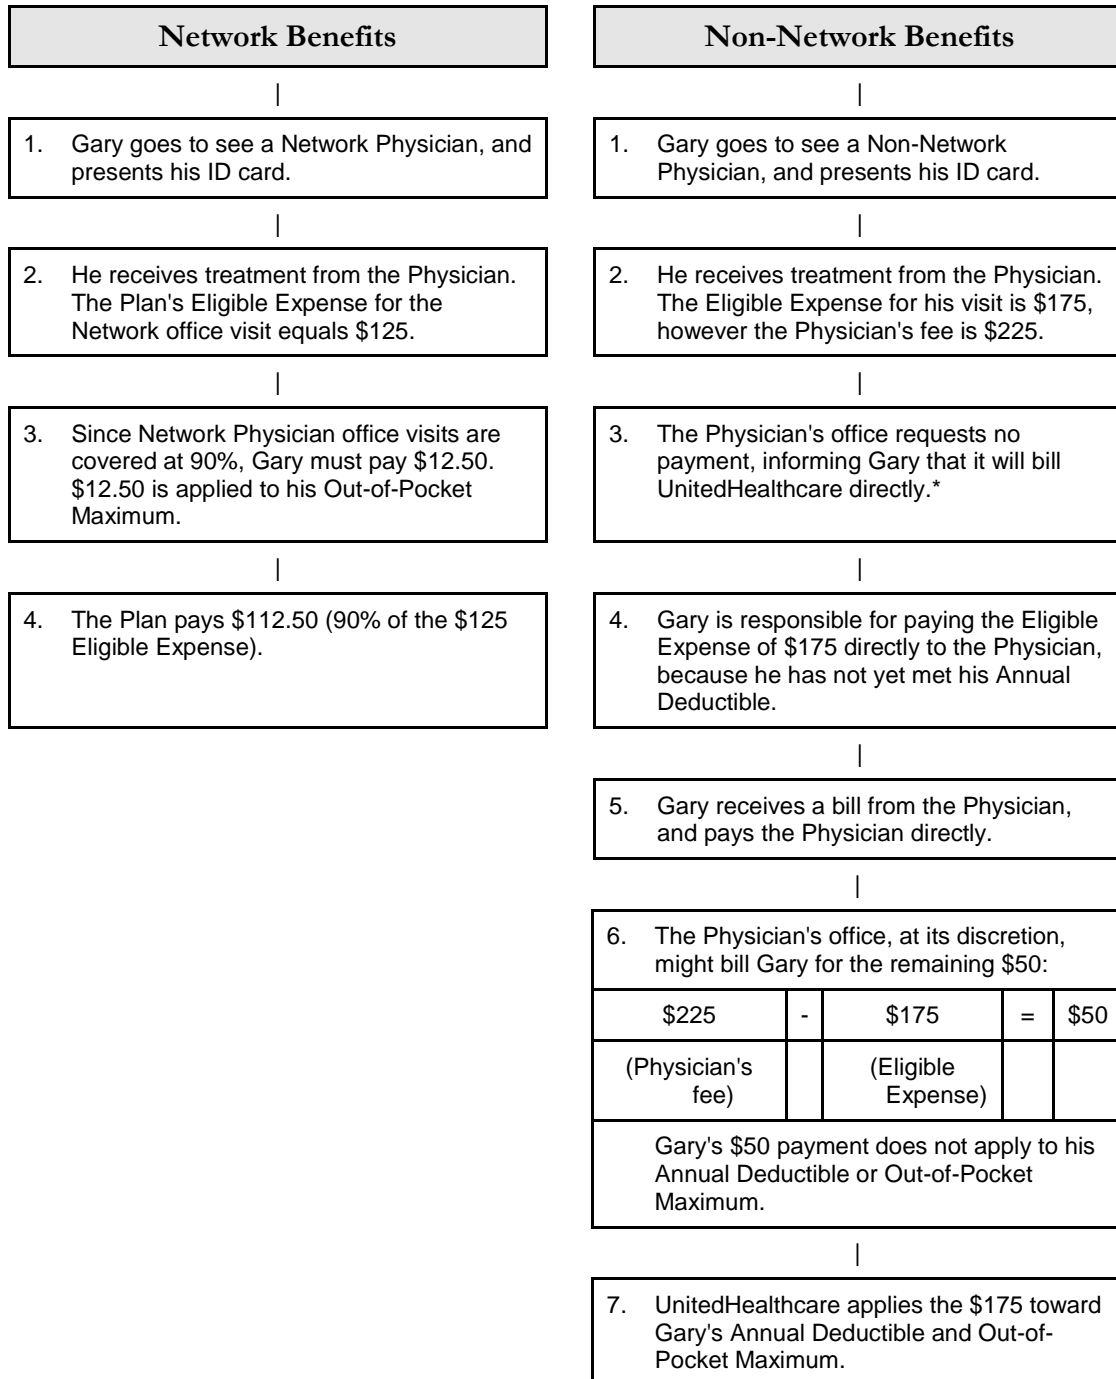 Network Benefits
|
1. Gary goes to see a Network Physician, and
presents his ID card.
|
2. He receives treatment from the Physician.
The Plan's Eligible Expense for the
Network office visit equals $125.
|
3. Since Network Physician office visits are
covered at 90%, Gary must pay $12.50.
$12.50 is applied to his Out-of-Pocket
Maximum.
|
4. The Plan pays $112.50 (90% of the $125
Eligible Expense).
Non-Network Benefits
|
1. Gary goes to see a Non-Network
Physician, and presents his ID card.
|
2. He receives treatment from the Physician.
The Eligible Expense for his visit is $175,
however the Physician's fee is $225.
|
3. The Physician's office requests no
payment, informing Gary that it will bill
UnitedHealthcare directly.*
|
4. Gary is responsible for paying the Eligible
Expense of $175 directly to the Physician,
because he has not yet met his Annual
Deductible.
|
5. Gary receives a bill from the Physician,
and pays the Physician directly.
|
6. The Physician's office, at its discretion,
might bill Gary for the remaining $50:
$225 - $175 = $50
(Physician's (Eligible
fee) Expense)
Gary's $50 payment does not apply to his
Annual Deductible or Out-of-Pocket
Maximum.
|
7. UnitedHealthcare applies the $175 toward
Gary's Annual Deductible and Out-of-
Pocket Maximum.